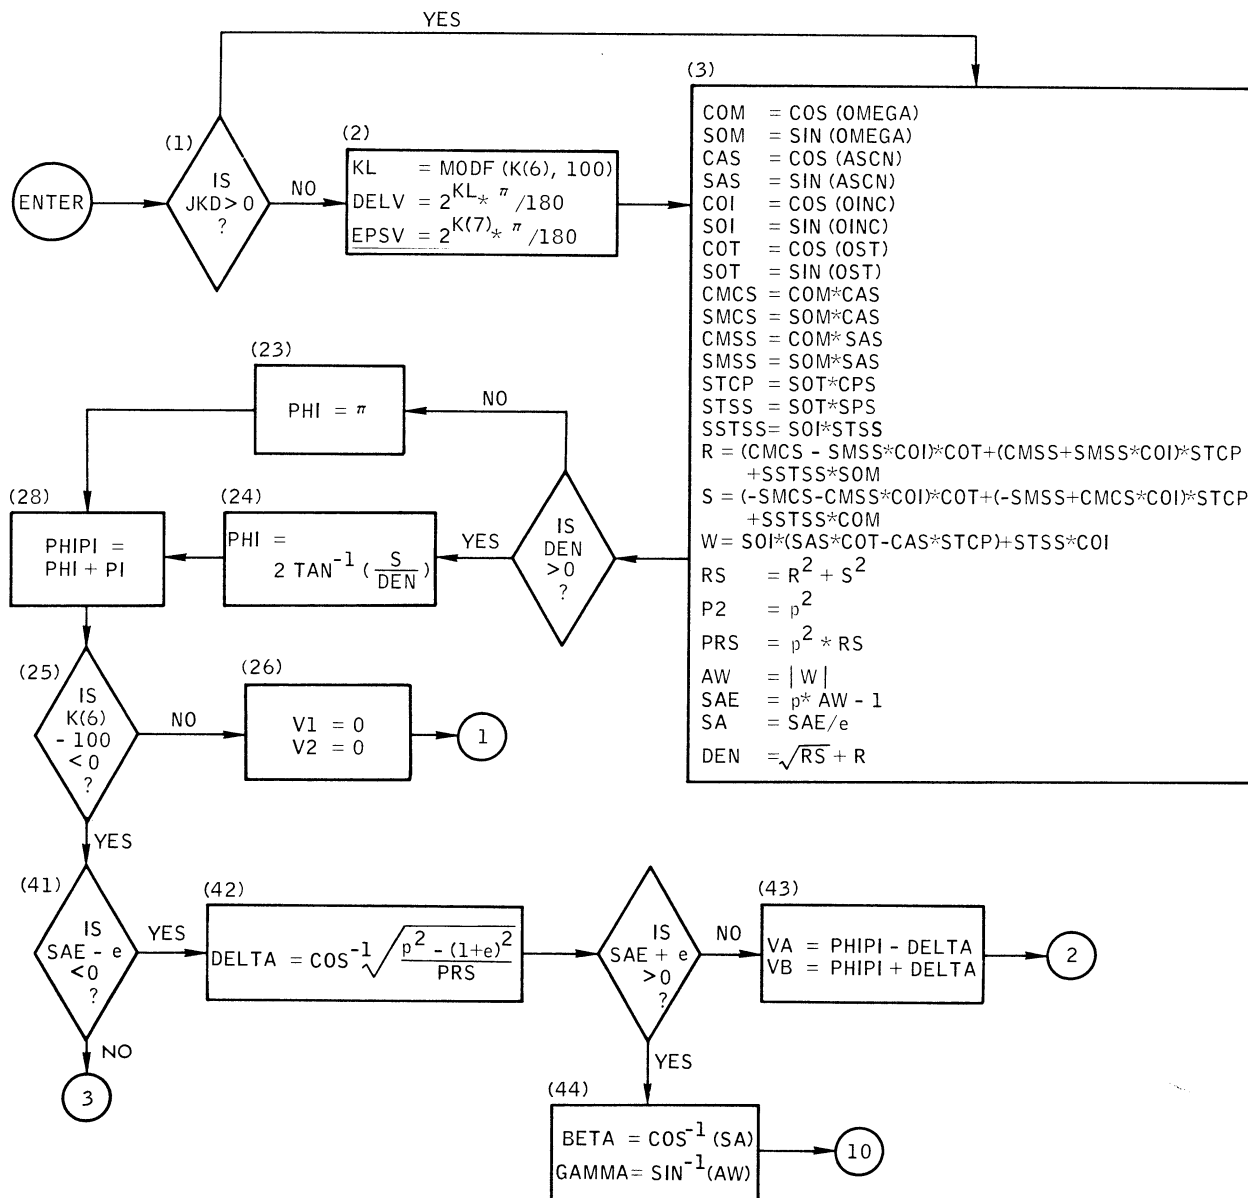 YES
(1)
ENTER
IS
JKD > 0
?
NO
(2)
KL = MODF (K(6), 100)
DELV = 2^KL * π /180
EPSV = 2^K(7) * π /180
(3)
COM = COS (OMEGA)
SOM = SIN (OMEGA)
CAS = COS (ASCN)
SAS = SIN (ASCN)
COI = COS (OINC)
SOI = SIN (OINC)
COT = COS (OST)
SOT = SIN (OST)
CMCS = COM*CAS
SMCS = SOM*CAS
CMSS = COM*SAS
SMSS = SOM*SAS
STCP = SOT*CPS
STSS = SOT*SPS
SSTSS= SOI*STSS
R = (CMCS - SMSS*COI)*COT+(CMSS+SMSS*COI)*STCP
+SSTSS*SOM
S = (-SMCS-CMSS*COI)*COT+(-SMSS+CMCS*COI)*STCP
+SSTSS*COM
W = SOI*(SAS*COT-CAS*STCP)+STSS*COI
RS = R² + S²
P2 = p²
PRS = p² * RS
AW = | W |
SAE = p* AW - 1
SA = SAE/e
DEN = √RS + R
IS
DEN
>0
?
NO
YES
(23)
PHI = π
(24)
PHI =
2 TAN⁻¹ (S/DEN)
(28)
PHIPI =
PHI + PI
(25)
IS
K(6)
- 100
< 0
?
NO
YES
(26)
V1 = 0
V2 = 0
1
(41)
IS
SAE - e
<0
?
YES
NO
3
(42)
DELTA = COS⁻¹ √(p² - (1+e)²/PRS)
IS
SAE + e
>0
?
NO
YES
(43)
VA = PHIPI - DELTA
VB = PHIPI + DELTA
2
(44)
BETA = COS⁻¹ (SA)
GAMMA= SIN⁻¹ (AW)
10